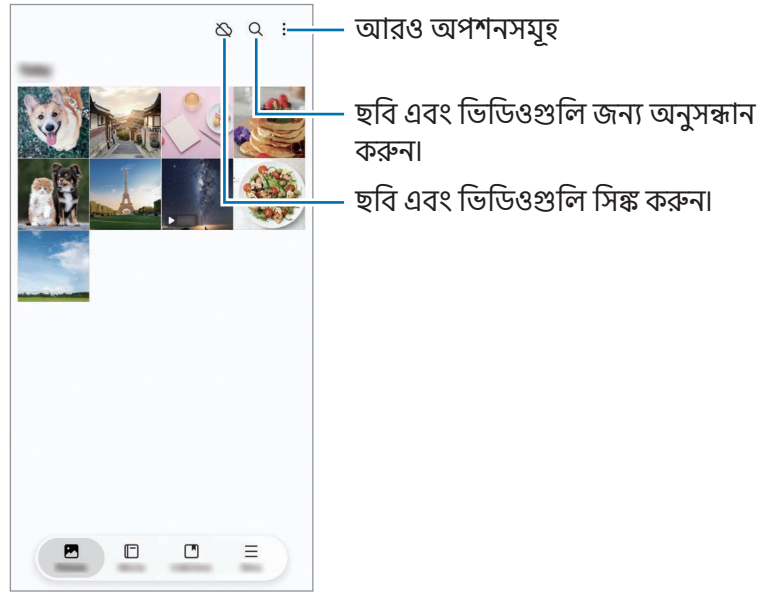 আরও অপশনসমূহ
ছবি এবং ভিডিওগুলি জন্য অনুসন্ধান
করুন।
ছবি এবং ভিডিওগুলি সিঙ্ক করুন।